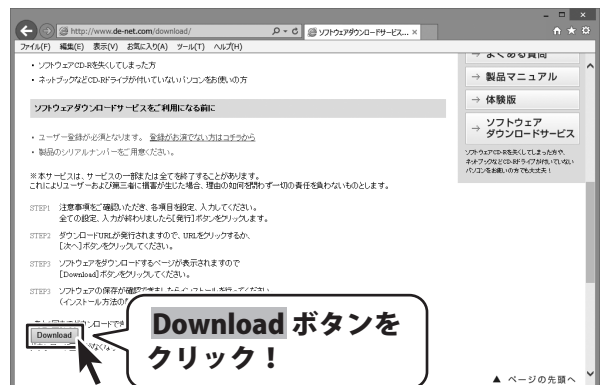 http://www.de-net.com/download/
ソフトウェアダウンロードサービス...
ファイル(F) 編集(E) 表示(V) お気に入り(A) ツール(T) ヘルプ(H)
・ソフトウェアCD-Rを失くしてしまった方
・ネットブックなどCD-Rドライブが付いていないパソコンをお使いの方
ソフトウェアダウンロードサービスをご利用になる前に
・ユーザー登録が必須となります。 登録がお済でない方はコチラから
・製品のシリアルナンバーをご用意ください。
※本サービスは、サービスの一部または全てを終了することがあります。
これによりユーザーおよび第三者に損害が生じた場合、理由の如何を問わず一切の責任を負わないものとします。
STEP1 注意事項をご確認いただき、各項目を設定、入力してください。
全ての設定、入力が終わりましたら[発行]ボタンをクリックします。
STEP2 ダウンロードURLが発行されますので、URLをクリックするか、
[次へ]ボタンをクリックしてください。
STEP3 ソフトウェアをダウンロードするページが表示されますので
[Download]ボタンをクリックしてください。
STEP3 ソフトウェアの保存が確認できましたらインストールを行ってください。
(インストール方法の
Download
Download ボタンを
クリック！
→ よくある質問
→ 製品マニュアル
→ 体験版
→ ソフトウェア
ダウンロードサービス
ソフトウェアCD-Rを失くしてしまった方や、
ネットブックなどCD-Rドライブが付いていない
パソコンをお使いの方でも大丈夫！
▲ ページの先頭へ